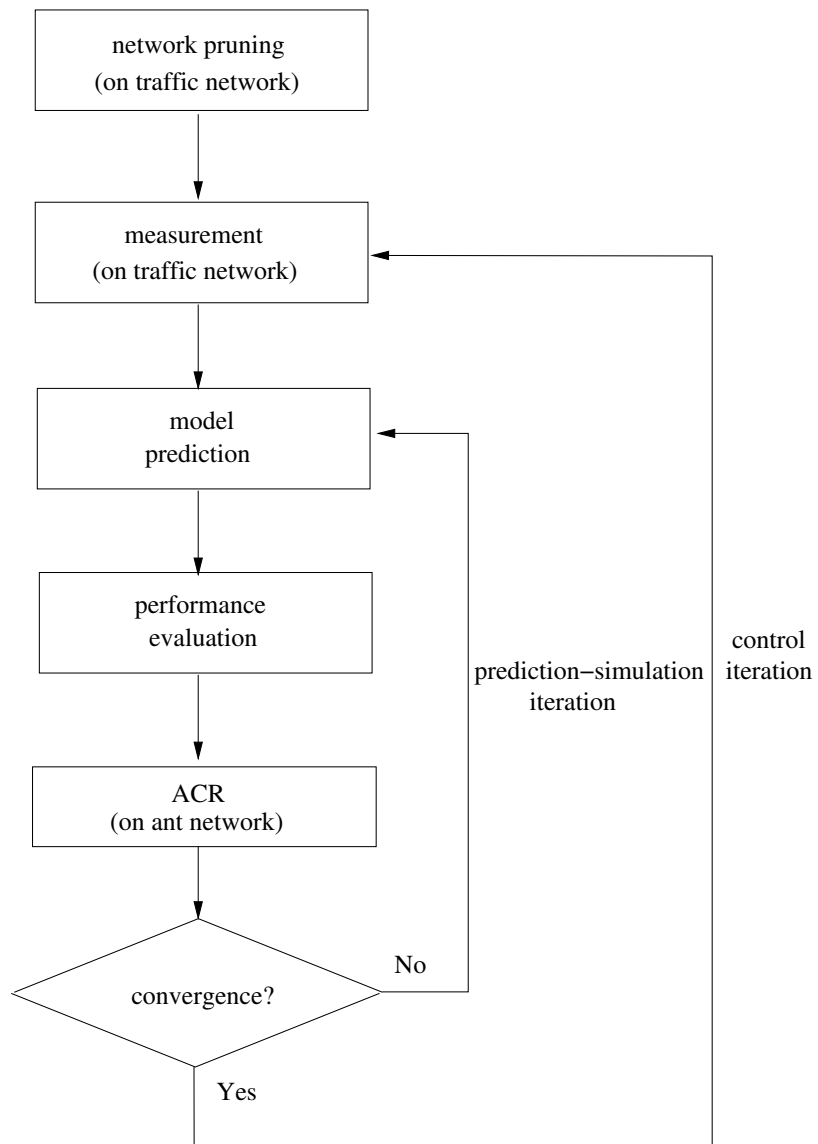 network pruning
(on traffic network)
measurement
(on traffic network)
model
prediction
performance
evaluation
prediction−simulation
iteration
control
iteration
ACR
(on ant network)
convergence?
No
Yes